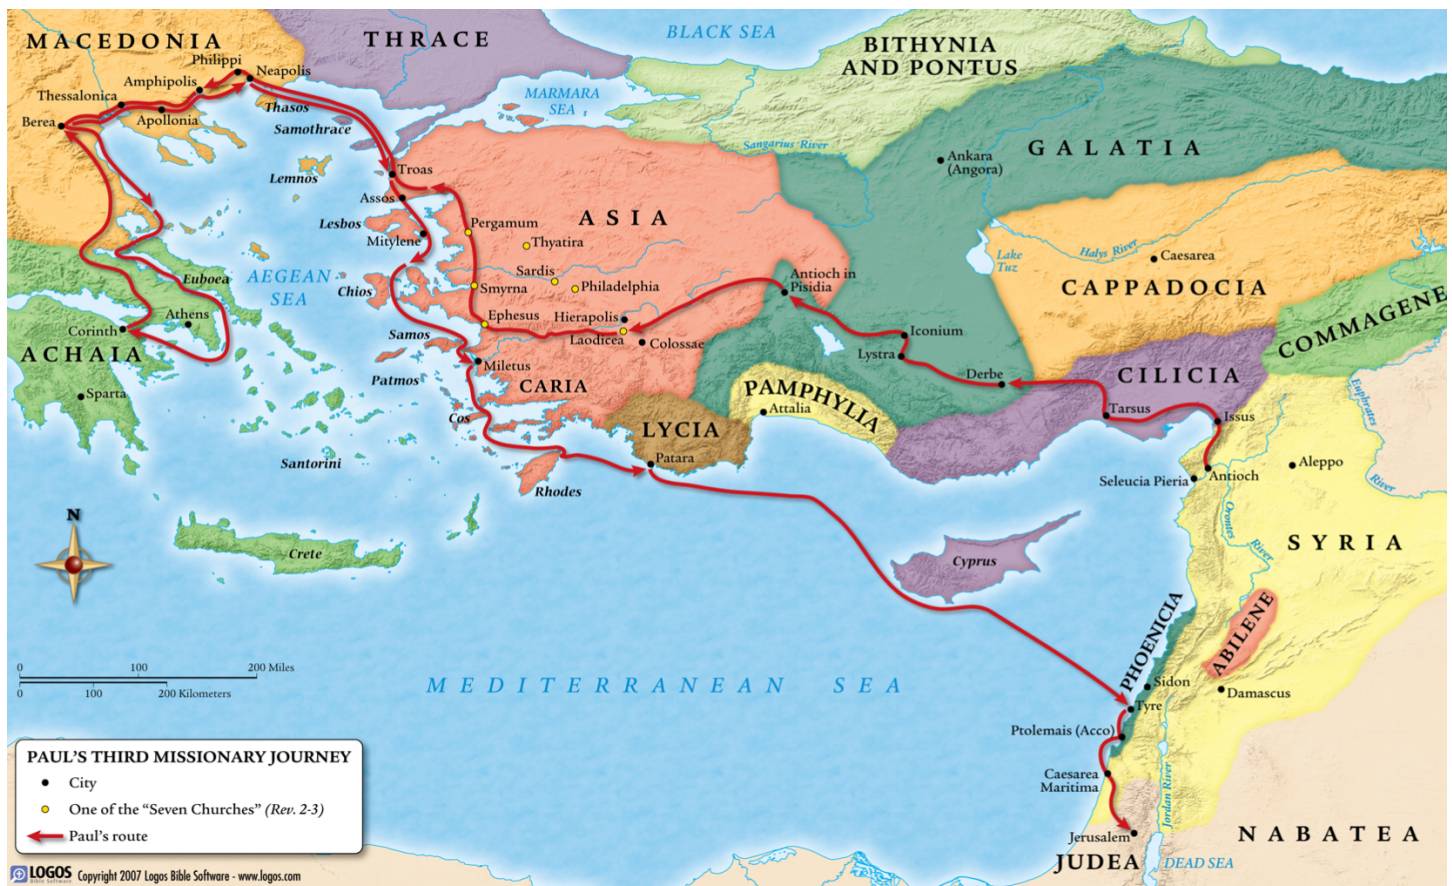 MACEDONIA
THRACE
BLACK SEA
BITHYNIA
AND PONTUS
Philippi
Neapolis
Amphipolis
Thessalonica
Apollonia
Berea
Thasos
Samothrace
MARMARA
SEA
Sangarius River
Ankara
(Angora)
GALATIA
Lemnos
Troas
Assos
Lesbos
Mitylene
ASIA
Pergamum
Thyatira
Sardis
Philadelphia
Smyrna
AEGEAN
SEA
Euboea
Chios
Athens
Corinth
ACHAIA
Sparta
Samos
Ephesus
Hierapolis
Laodicea
Colossae
Antioch in
Pisidia
Iconium
Lystra
Derbe
Lake
Tuz
Halys River
Caesarea
CAPPADOCIA
COMMAGENE
Patmos
Miletus
CARIA
Cos
LYCIA
PAMPHYLIA
Attalia
CILICIA
Tarsus
Issus
Euphrates
River
Santorini
Rhodes
Patara
Seleucia Pieria
Antioch
Aleppo
Orontes
River
SYRIA
N
Crete
Cyprus
PHOENICIA
ABILENE
0 100 200 Miles
0 100 200 Kilometers
MEDITERRANEAN SEA
Sidon
Tyre
Damascus
Ptolemais (Acco)
Caesarea
Maritima
Jordan River
Jerusalem
JUDEA
DEAD SEA
NABATEA
PAUL'S THIRD MISSIONARY JOURNEY
City
One of the “Seven Churches” (Rev. 2-3)
Paul's route
LOGOS
Bible Software
Copyright 2007 Logos Bible Software - www.logos.com